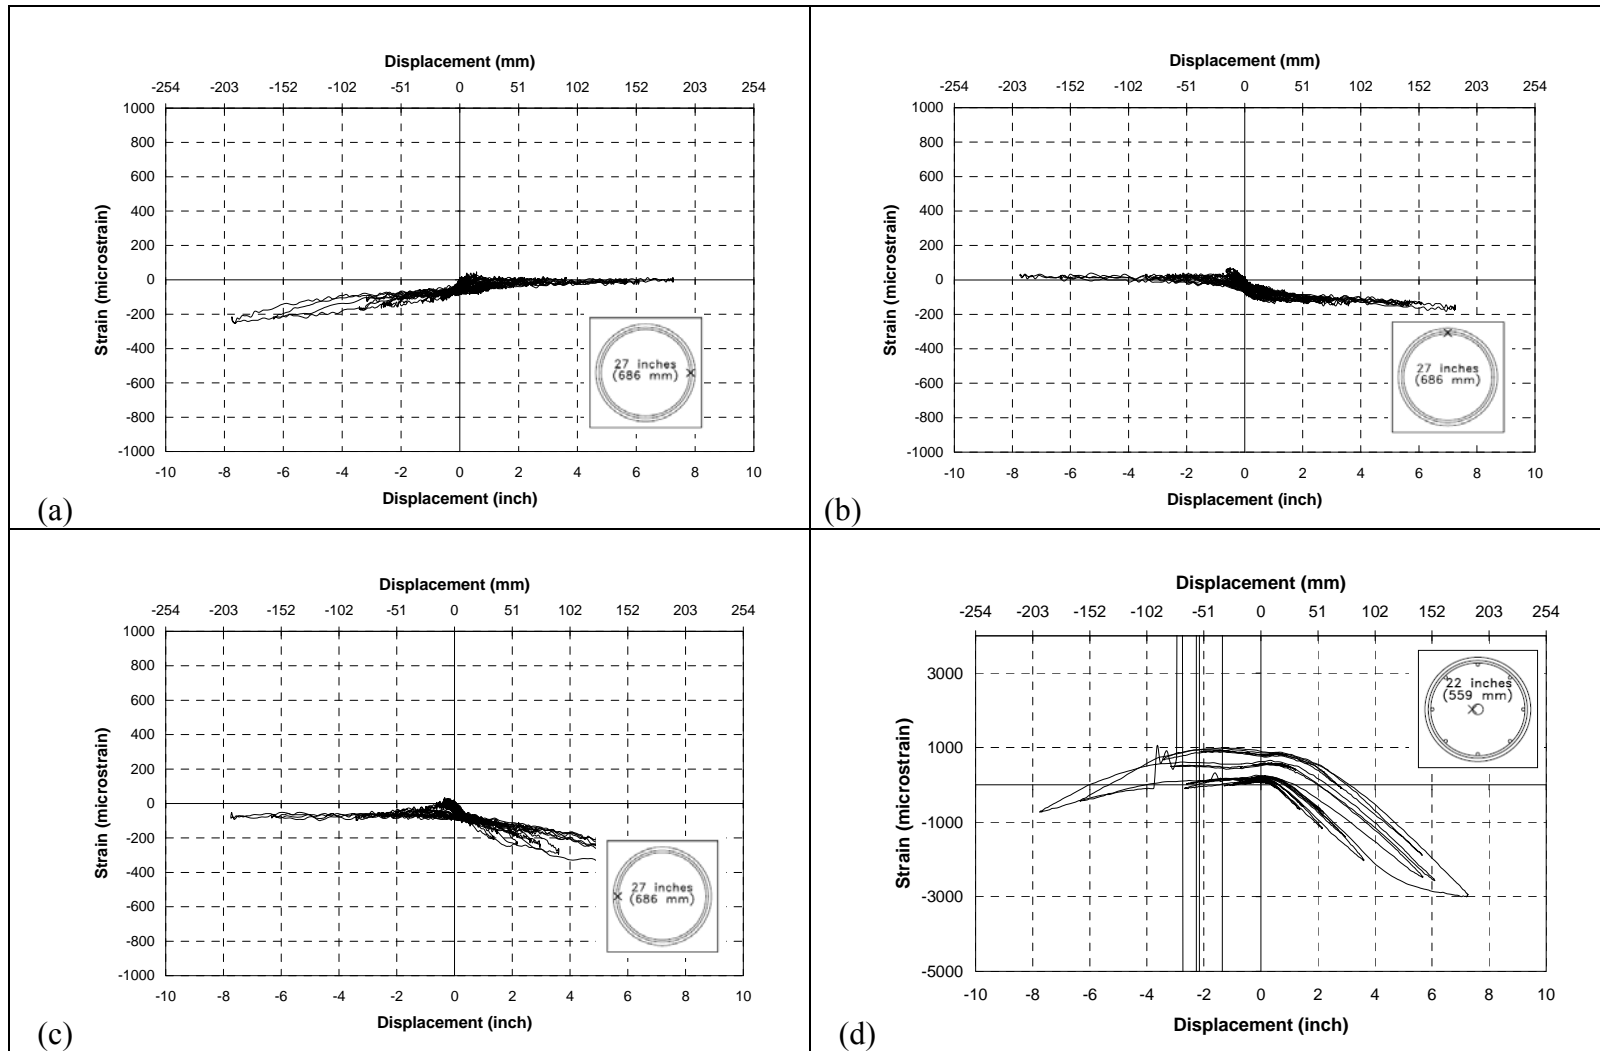 Displacement (mm)
-254 -203 -152 -102 -51 0 51 102 152 203 254
1000
800
600
400
200
0
-200
-400
-600
-800
-1000
Strain (microstrain)
27 inches
(686 mm)
-10 -8 -6 -4 -2 0 2 4 6 8 10
Displacement (inch)
(a)
Displacement (mm)
-254 -203 -152 -102 -51 0 51 102 152 203 254
1000
800
600
400
200
0
-200
-400
-600
-800
-1000
Strain (microstrain)
27 inches
(686 mm)
-10 -8 -6 -4 -2 0 2 4 6 8 10
Displacement (inch)
(b)
Displacement (mm)
-254 -203 -152 -102 -51 0 51 102 152 203 254
1000
800
600
400
200
0
-200
-400
-600
-800
-1000
Strain (microstrain)
27 inches
(686 mm)
-10 -8 -6 -4 -2 0 2 4 6 8 10
Displacement (inch)
(c)
Displacement (mm)
-254 -203 -152 -102 -51 0 51 102 152 203 254
3000
1000
-1000
-3000
-5000
Strain (microstrain)
22 inches
(559 mm)
-10 -8 -6 -4 -2 0 2 4 6 8 10
Displacement (inch)
(d)